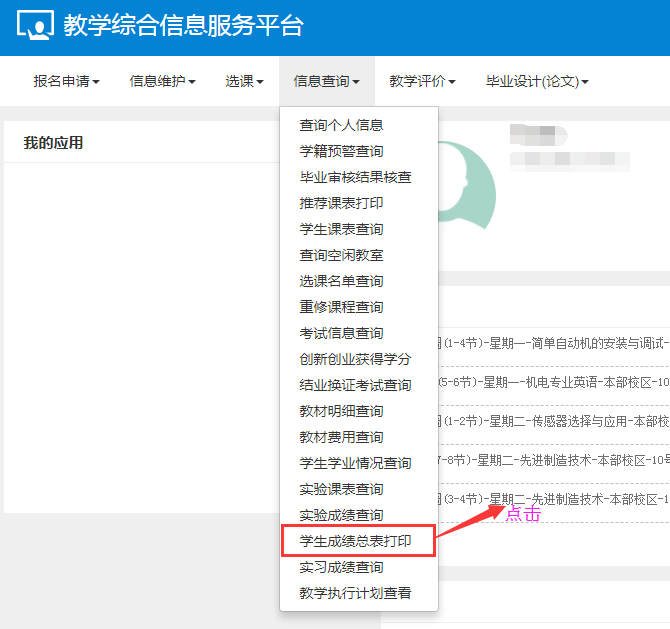 教学综合信息服务平台
报名申请 信息维护 选课 信息查询 教学评价 毕业设计(论文)
我的应用
查询个人信息
学籍预警查询
毕业审核结果核查
推荐课表打印
学生课表查询
查询空闲教室
选课名单查询
重修课程查询
考试信息查询
创新创业获得学分
结业换证考试查询
教材明细查询
教材费用查询
学生学业情况查询
实验课表查询
实验成绩查询
学生成绩总表打印
实习成绩查询
教学执行计划查看
(1-4节)-星期一-简单自动机的安装与调试-
(5-6节)-星期一-机电专业英语-本部校区-10
(1-2节)-星期二-传感器选择与应用-本部校
7-8节)-星期二-先进制造技术-本部校区-10号
(3-4节)-星期二-先进制造技术-本部校区-1
点击